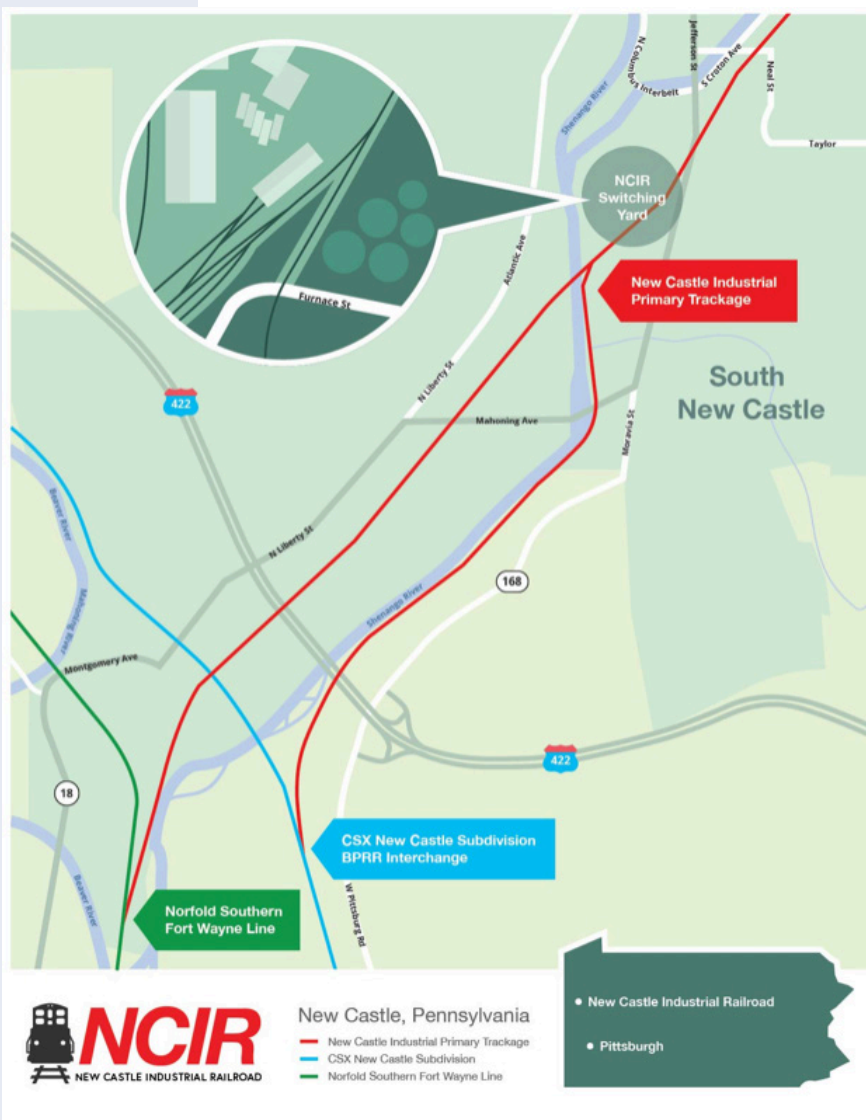 N Columbus Interbelt
Jefferson St
S Croton Ave
Neal St
Taylor
Shenango River
NCIR
Switching
Yard
Atlantic Ave
Furnace St
New Castle Industrial
Primary Trackage
South
New Castle
422
N Liberty St
Mahoning Ave
Moravia St
Beaver River
N Liberty St
168
Shenango River
Mahoning River
Montgomery Ave
422
18
CSX New Castle Subdivision
BPRR Interchange
Beaver River
Norfold Southern
Fort Wayne Line
W Pittsburg Rd
NCIR
NEW CASTLE INDUSTRIAL RAILROAD
New Castle, Pennsylvania
New Castle Industrial Primary Trackage
CSX New Castle Subdivision
Norfold Southern Fort Wayne Line
New Castle Industrial Railroad
Pittsburgh